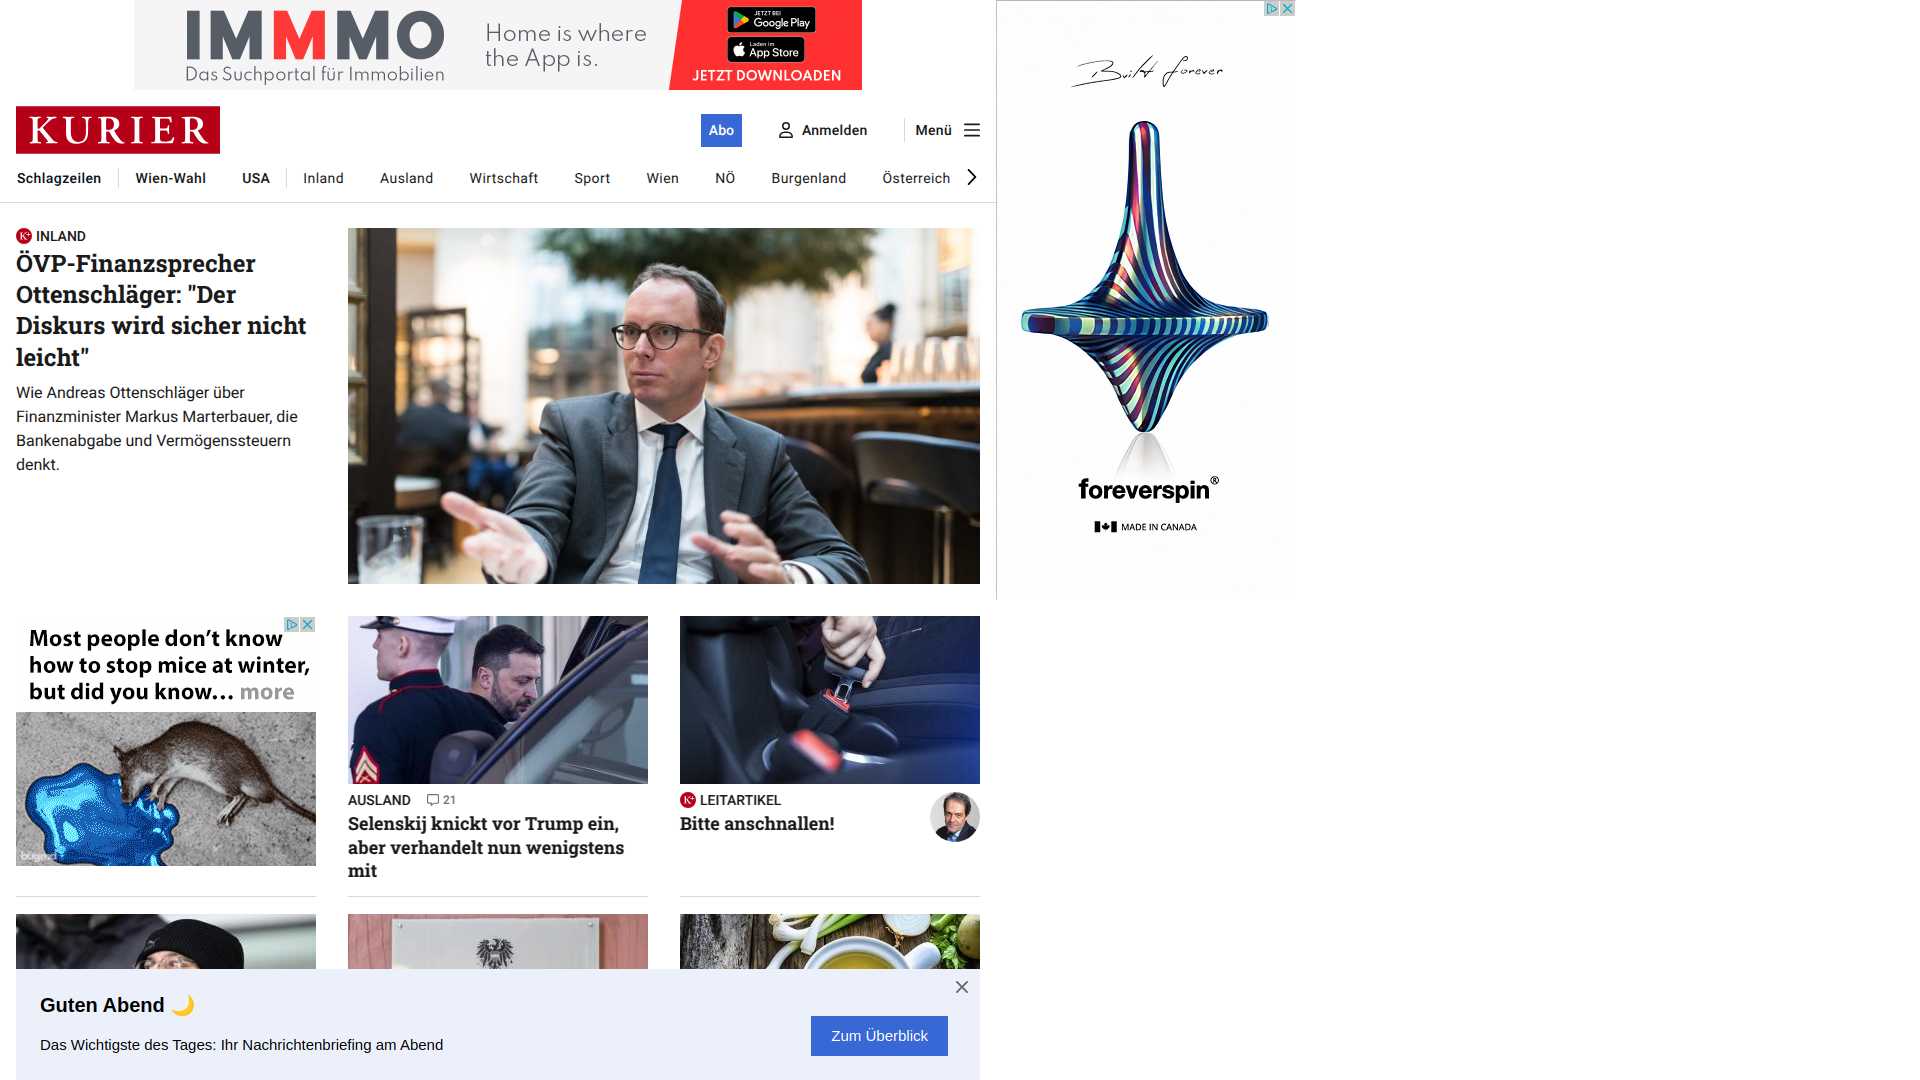 IMMMO
Das Suchportal für Immobilien
Home is where
the App is.
JETZT BEI
Google Play
Laden im
App Store
JETZT DOWNLOADEN
Built forever
foreverspin®
MADE IN CANADA
KURIER
Abo
Anmelden
Menü
Schlagzeilen
Wien-Wahl
USA
Inland
Ausland
Wirtschaft
Sport
Wien
NÖ
Burgenland
Österreich
K+ INLAND
ÖVP-Finanzsprecher
Ottenschläger: "Der
Diskurs wird sicher nicht
leicht"
Wie Andreas Ottenschläger über
Finanzminister Markus Marterbauer, die
Bankenabgabe und Vermögenssteuern
denkt.
Most people don't know
how to stop mice at winter,
but did you know... more
bugmd
AUSLAND 21
Selenskij knickt vor Trump ein,
aber verhandelt nun wenigstens
mit
K+ LEITARTIKEL
Bitte anschnallen!
Guten Abend 🌙
Das Wichtigste des Tages: Ihr Nachrichtenbriefing am Abend
Zum Überblick